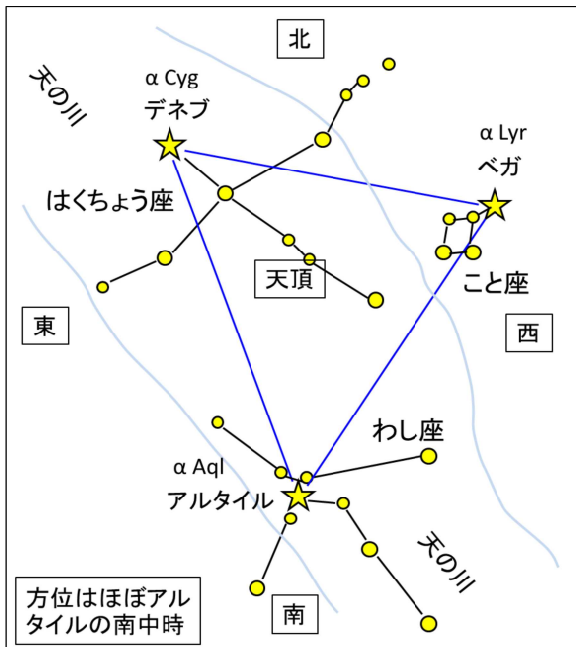 北
天の川
α Cyg
デネブ
α Lyr
ベガ
はくちょう座
天頂
こと座
東
西
わし座
α Aql
アルタイル
天の川
方位はほぼアル
タイルの南中時
南